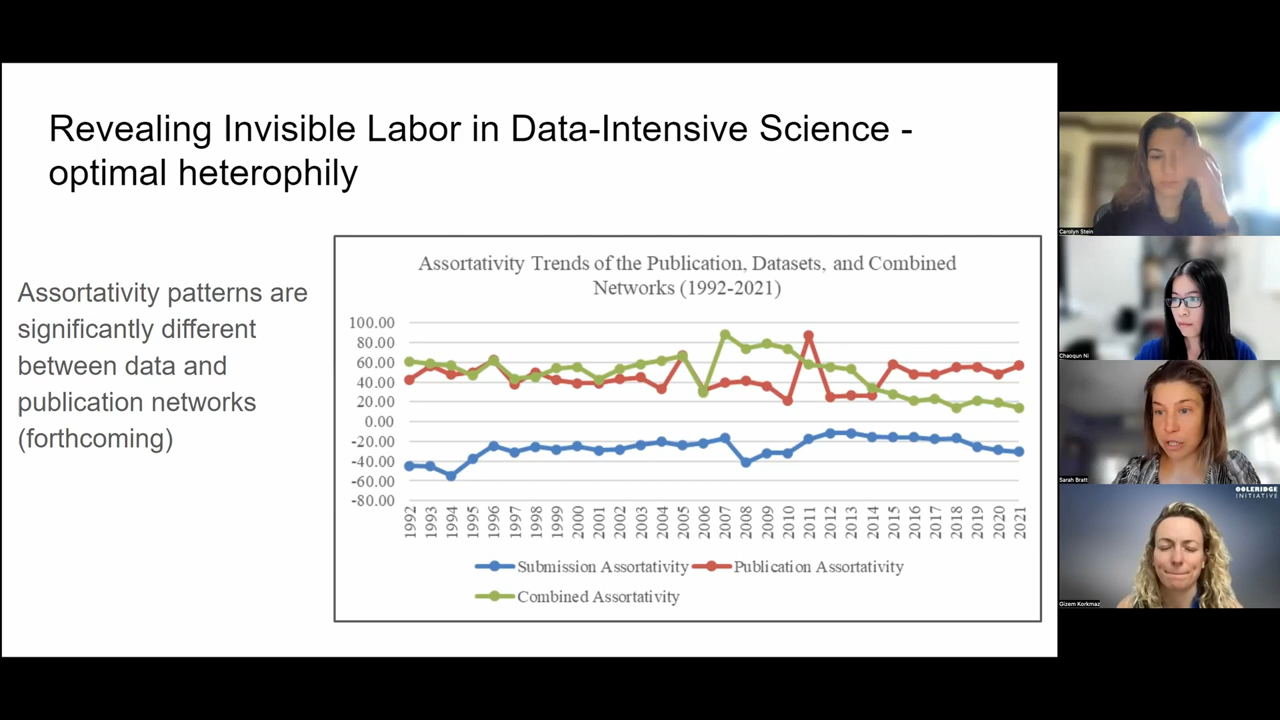 Revealing Invisible Labor in Data-Intensive Science -
optimal heterophily
Assortativity patterns are
significantly different
between data and
publication networks
(forthcoming)
Assortativity Trends of the Publication, Datasets, and Combined
Networks (1992-2021)
100.00
80.00
60.00
40.00
20.00
0.00
-20.00
-40.00
-60.00
-80.00
1992 1993 1994 1995 1996 1997 1998 1999 2000 2001 2002 2003 2004 2005 2006 2007 2008 2009 2010 2011 2012 2013 2014 2015 2016 2017 2018 2019 2020 2021
Submission Assortativity Publication Assortativity
Combined Assortativity
Carolyn Stein
Chaoqun Ni
Sarah Bratt
OOLERIDGE
INITIATIVE
Gizem Korkmaz